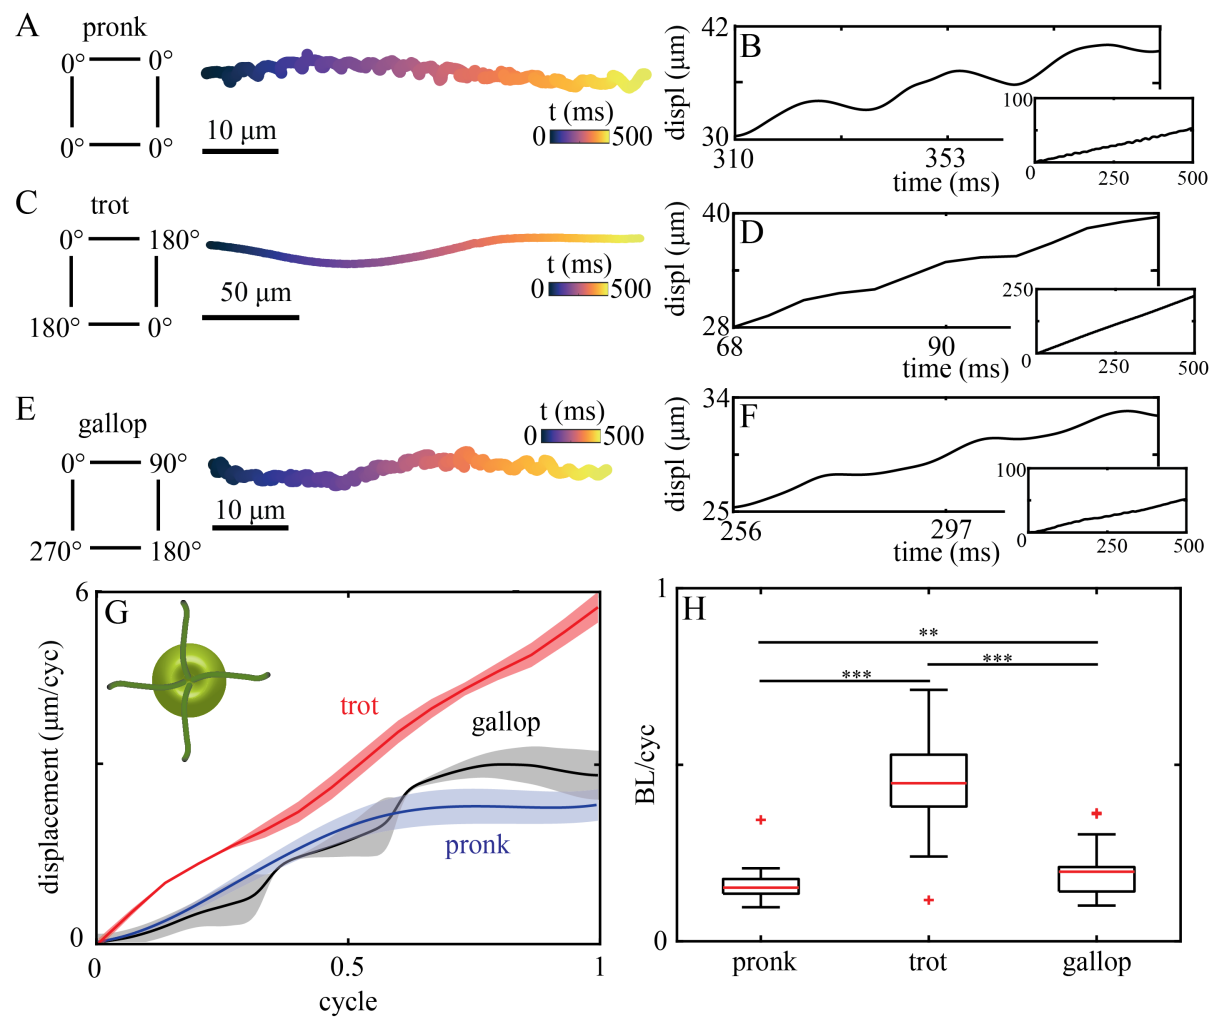 A
pronk
0° 0°
0° 0°
10 μm
t (ms)
0 500
B
displ (μm)
42
30
310 353
time (ms)
100
0
0 250 500
C
trot
0° 180°
180° 0°
50 μm
t (ms)
0 500
D
displ (μm)
40
28
68 90
time (ms)
250
0
250 500
E
gallop
0° 90°
270° 180°
10 μm
t (ms)
0 500
F
displ (μm)
34
25
256 297
time (ms)
100
0
250 500
G
displacement (μm/cyc)
6
0
trot
gallop
pronk
0 0.5 1
cycle
H
BL/cyc
1
0
**
***
***
pronk trot gallop